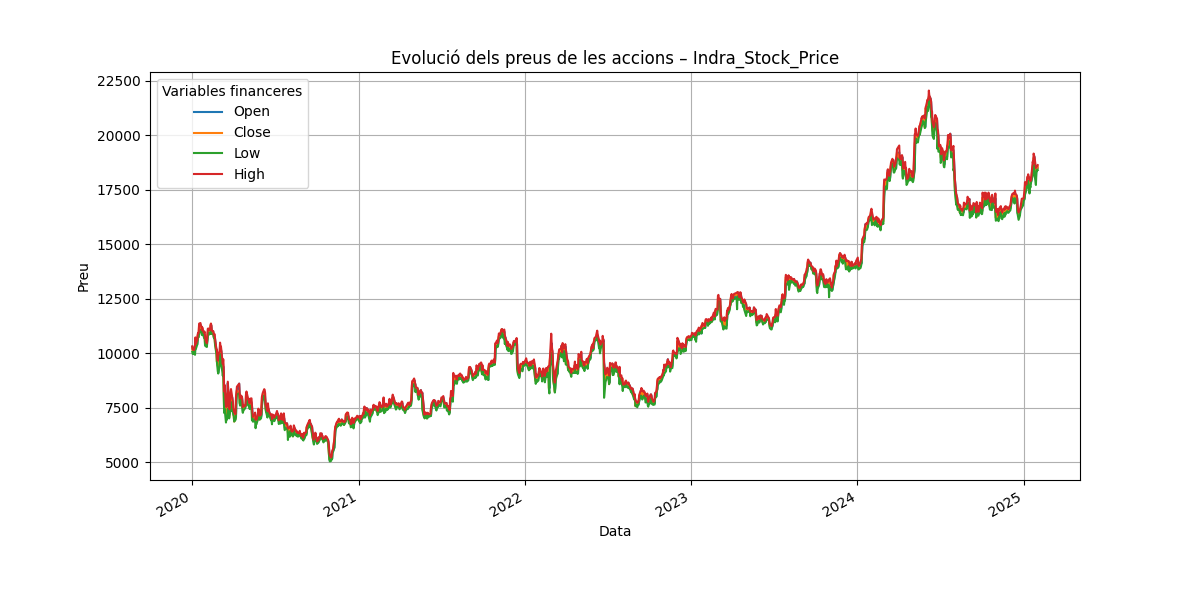 Evolució dels preus de les accions – Indra_Stock_Price
Variables financeres
Open
Close
Low
High
22500
20000
17500
15000
12500
10000
7500
5000
Preu
2020
2021
2022
2023
2024
2025
Data